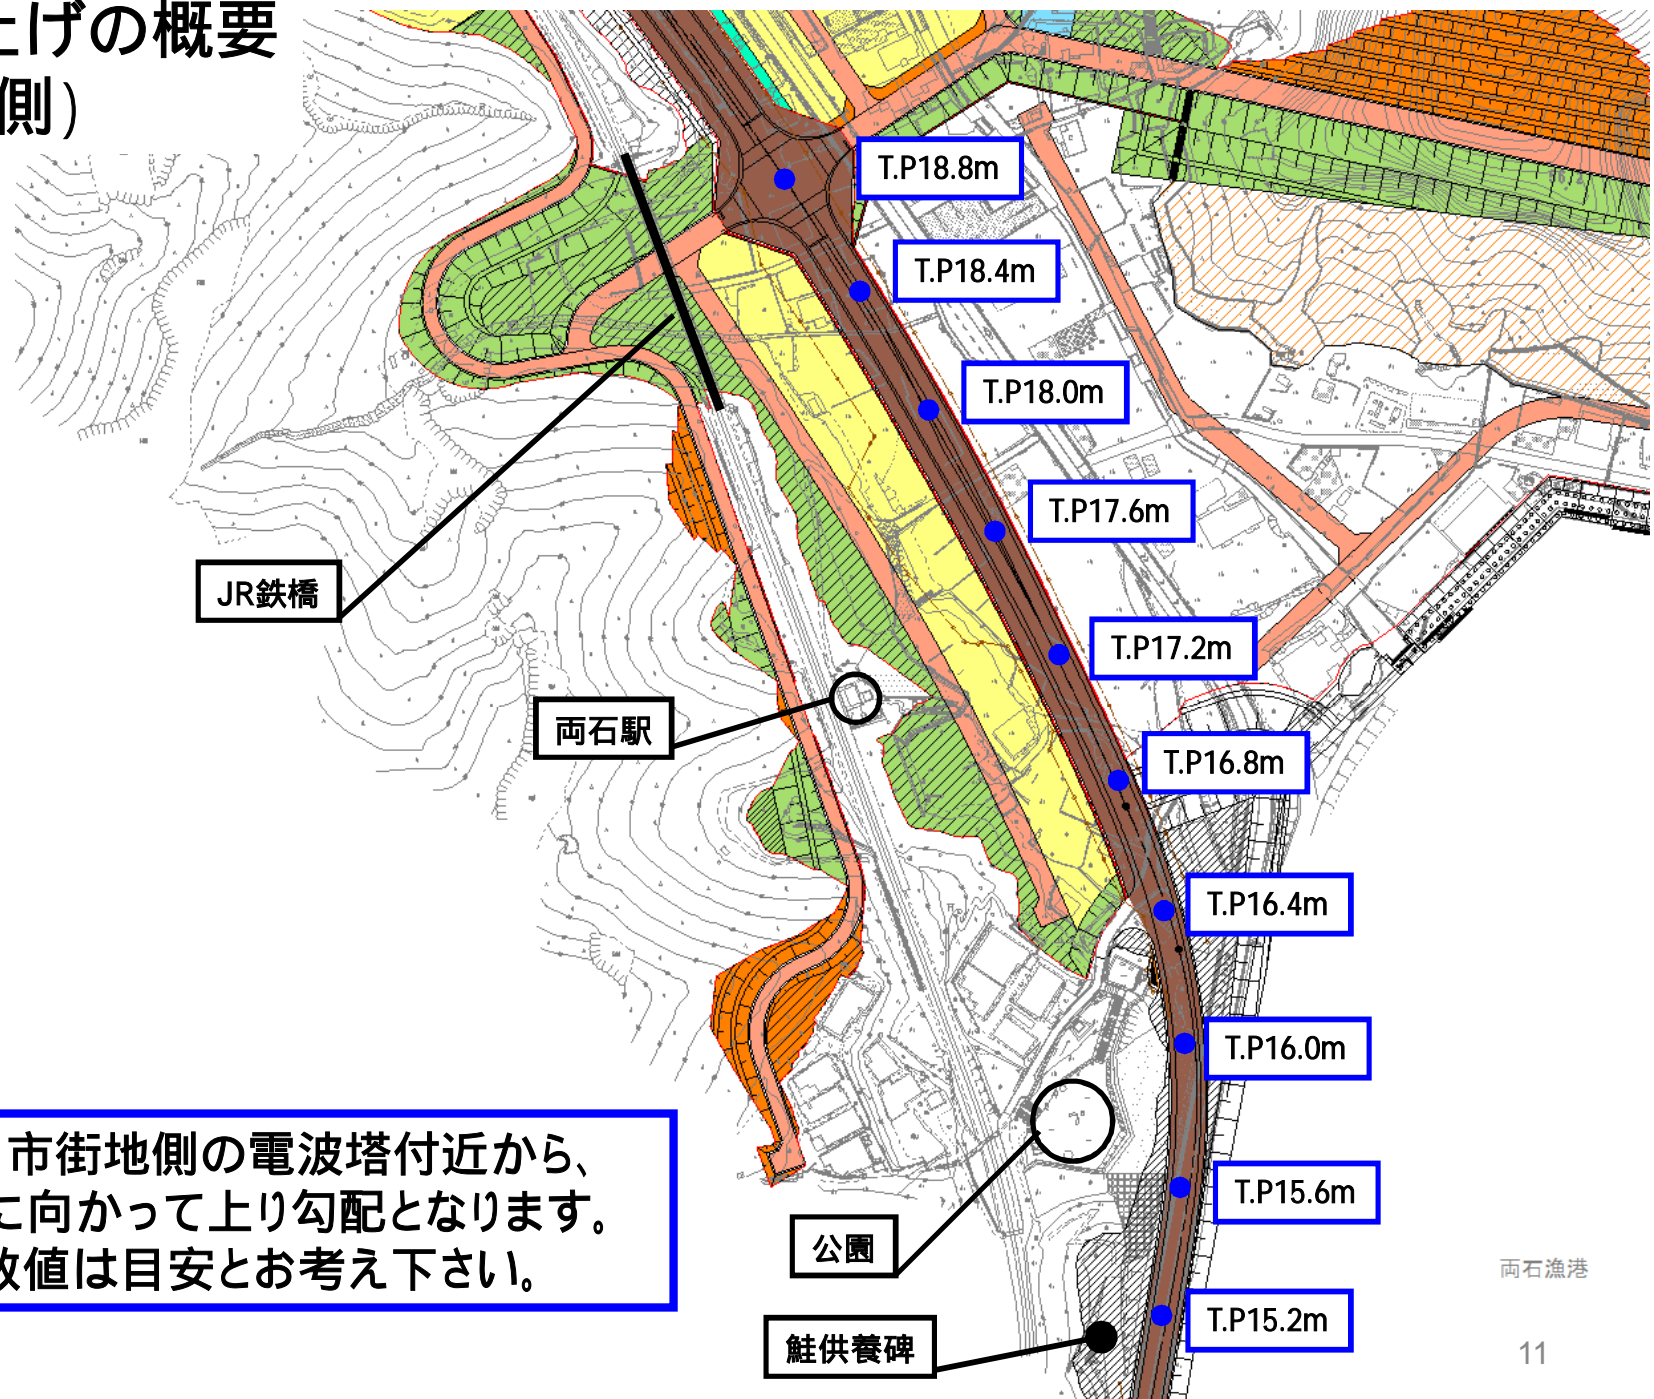 上げの概要
側)
T.P18.8m
T.P18.4m
T.P18.0m
T.P17.6m
JR鉄橋
T.P17.2m
両石駅
T.P16.8m
T.P16.4m
T.P16.0m
市街地側の電波塔付近から、
に向かって上り勾配となります。
数値は目安とお考え下さい。
T.P15.6m
公園
両石漁港
T.P15.2m
鮭供養碑
11